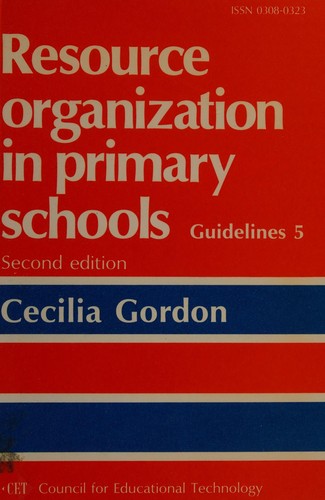 ISSN 0308-0323
Resource
organization
in primary
schools Guidelines 5
Second edition
Cecilia Gordon
CET Council for Educational Technology